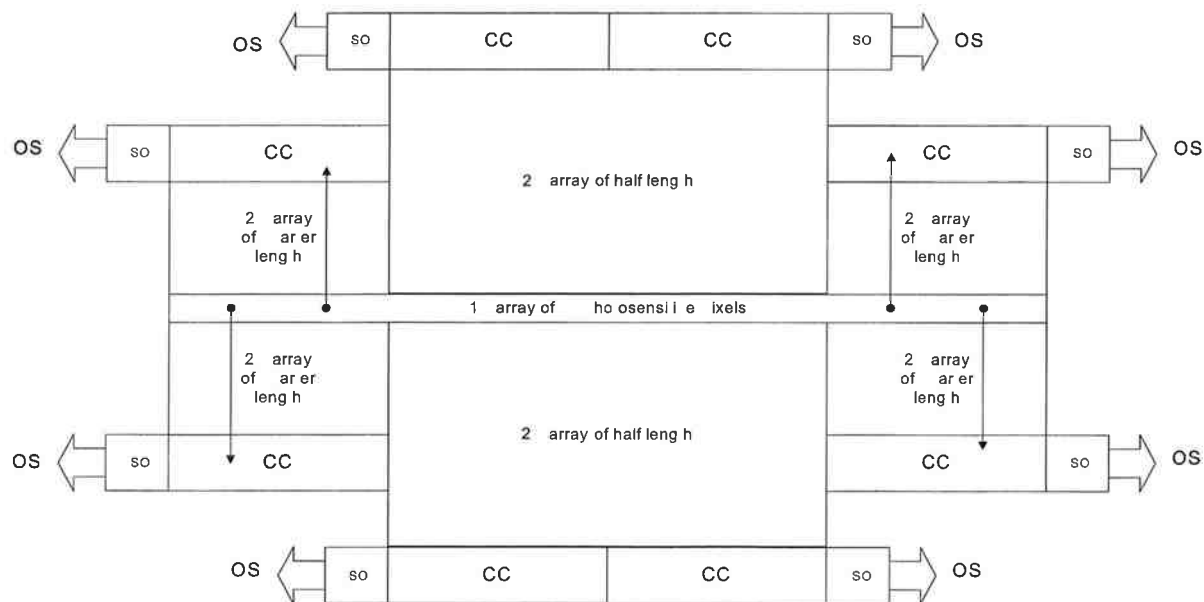 OS so CC CC so OS
OS so CC CC so OS
2 array of half leng h
2 array
of ar er
leng h
2 array
of ar er
leng h
1 array of ho osensi i e ixels
2 array
of ar er
leng h
2 array
of ar er
leng h
2 array of half leng h
OS so CC CC so OS
OS so CC CC so OS